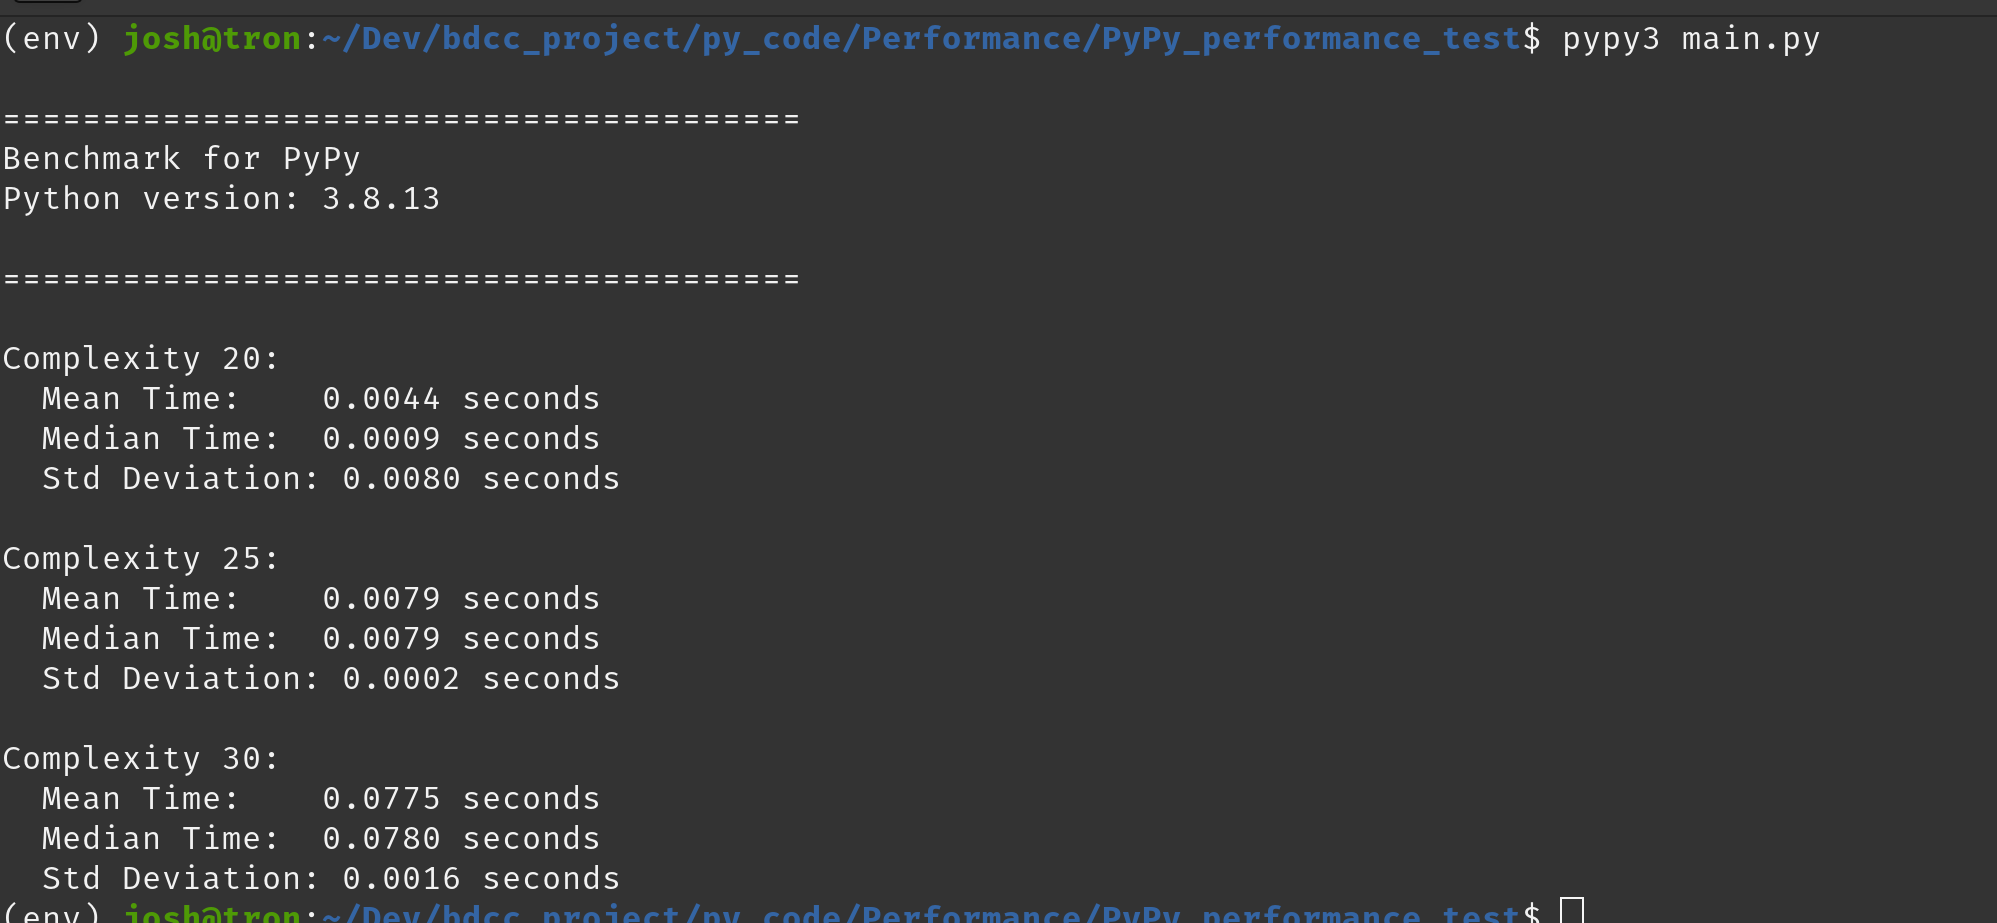 (env) josh@tron:~/Dev/bdcc_project/py_code/Performance/PyPy_performance_test$ pypy3 main.py
========================================
Benchmark for PyPy
Python version: 3.8.13
========================================
Complexity 20:
  Mean Time:    0.0044 seconds
  Median Time:  0.0009 seconds
  Std Deviation: 0.0080 seconds
Complexity 25:
  Mean Time:    0.0079 seconds
  Median Time:  0.0079 seconds
  Std Deviation: 0.0002 seconds
Complexity 30:
  Mean Time:    0.0775 seconds
  Median Time:  0.0780 seconds
  Std Deviation: 0.0016 seconds
(env) josh@tron:~/Dev/bdcc_project/py_code/Performance/PyPy_performance_test$